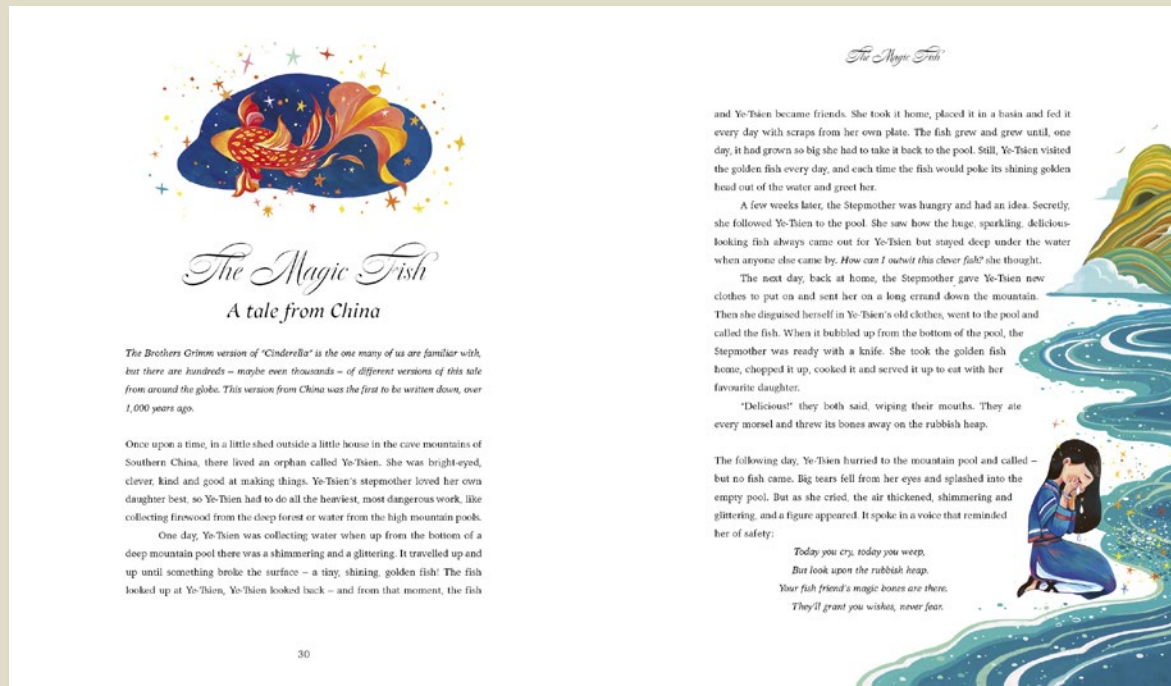 The Magic Fish
A tale from China
The Brothers Grimm version of “Cinderella” is the one many of us are familiar with,
but there are hundreds – maybe even thousands – of different versions of this tale
from around the globe. This version from China was the first to be written down, over
1,000 years ago.
Once upon a time, in a little shed outside a little house in the cave mountains of
Southern China, there lived an orphan called Ye-Tsien. She was bright-eyed,
clever, kind and good at making things. Ye-Tsien’s stepmother loved her own
daughter best, so Ye-Tsien had to do all the heaviest, most dangerous work, like
collecting firewood from the deep forest or water from the high mountain pools.
One day, Ye-Tsien was collecting water when up from the bottom of a
deep mountain pool there was a shimmering and a glittering. It travelled up and
up until something broke the surface – a tiny, shining, golden fish! The fish
looked up at Ye-Tsien, Ye-Tsien looked back – and from that moment, the fish
30
The Magic Fish
and Ye-Tsien became friends. She took it home, placed it in a basin and fed it
every day with scraps from her own plate. The fish grew and grew until, one
day, it had grown so big she had to take it back to the pool. Still, Ye-Tsien visited
the golden fish every day, and each time the fish would poke its shining golden
head out of the water and greet her.
A few weeks later, the Stepmother was hungry and had an idea. Secretly,
she followed Ye-Tsien to the pool. She saw how the huge, sparkling, delicious-
looking fish always came out for Ye-Tsien but stayed deep under the water
when anyone else came by. How can I outwit this clever fish? she thought.
The next day, back at home, the Stepmother gave Ye-Tsien new
clothes to put on and sent her on a long errand down the mountain.
Then she disguised herself in Ye-Tsien’s old clothes, went to the pool and
called the fish. When it bubbled up from the bottom of the pool, the
Stepmother was ready with a knife. She took the golden fish
home, chopped it up, cooked it and served it up to eat with her
favourite daughter.
“Delicious!” they both said, wiping their mouths. They ate
every morsel and threw its bones away on the rubbish heap.
The following day, Ye-Tsien hurried to the mountain pool and called –
but no fish came. Big tears fell from her eyes and splashed into the
empty pool. But as she cried, the air thickened, shimmering and
glittering, and a figure appeared. It spoke in a voice that reminded
her of safety:
Today you cry, today you weep,
But look upon the rubbish heap.
Your fish friend’s magic bones are there.
They’ll grant you wishes, never fear.